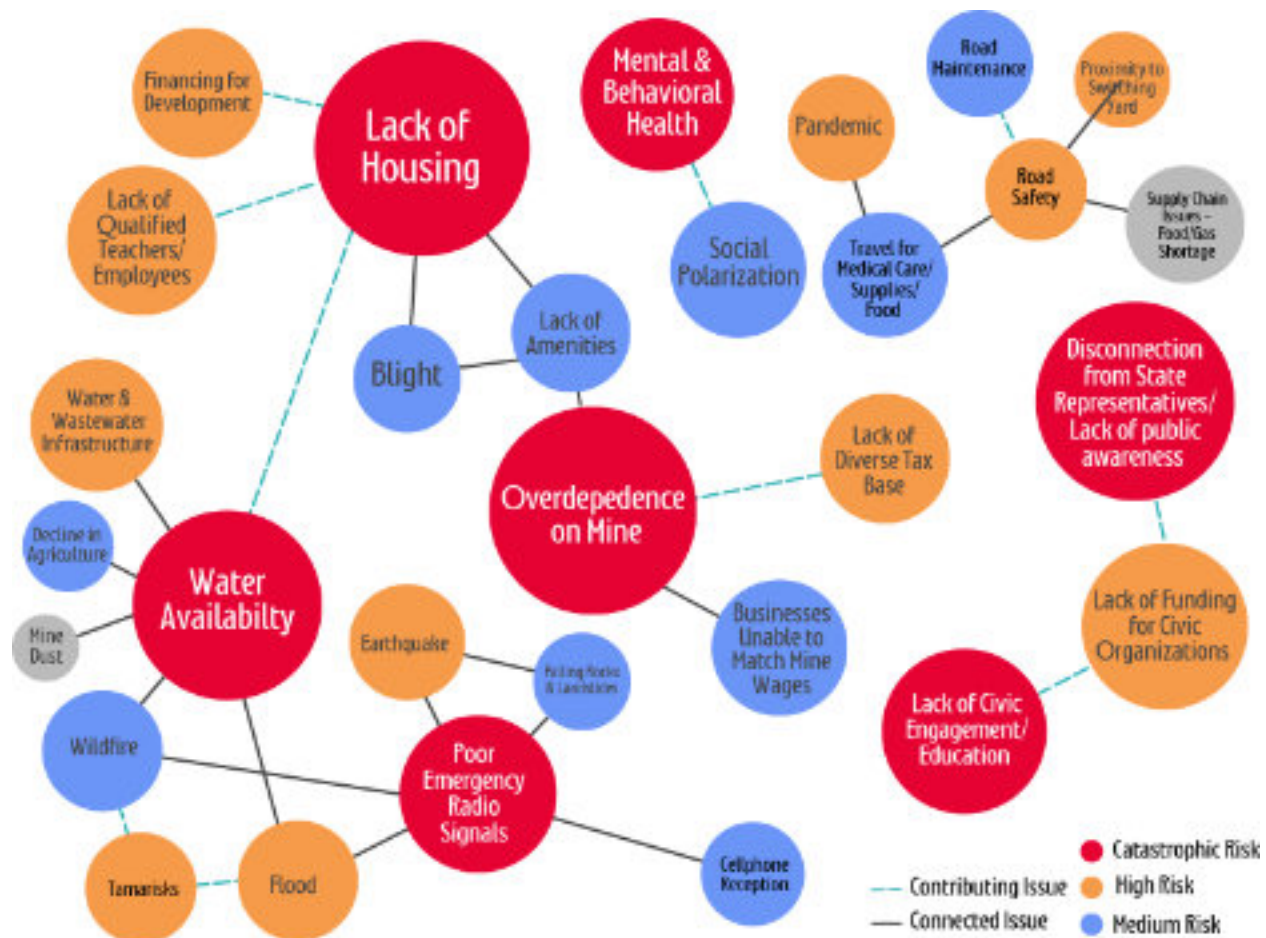 Financing for
Development
Lack of
Housing
Mental &
Behavioral
Health
Pandemic
Road
Maintenance
Proximity to
Switching
Yard
Lack of
Qualified
Teachers/
Employees
Social
Polarization
Travel for
Medical Care/
Supplies/
Food
Road
Safety
Supply Chain
Issues –
Food/Gas
Shortage
Blight
Lack of
Amenities
Disconnection
from State
Representatives/
Lack of public
awareness
Water &
Wastewater
Infrastructure
Overdepedence
on Mine
Lack of
Diverse Tax
Base
Decline in
Agriculture
Water
Availabilty
Mine
Dust
Earthquake
Falling Rocks
& Landslides
Businesses
Unable to
Match Mine
Wages
Lack of Funding
for Civic
Organizations
Lack of Civic
Engagement/
Education
Wildfire
Poor
Emergency
Radio
Signals
Tamarisks
Flood
Cellphone
Reception
Contributing Issue
Connected Issue
Catastrophic Risk
High Risk
Medium Risk